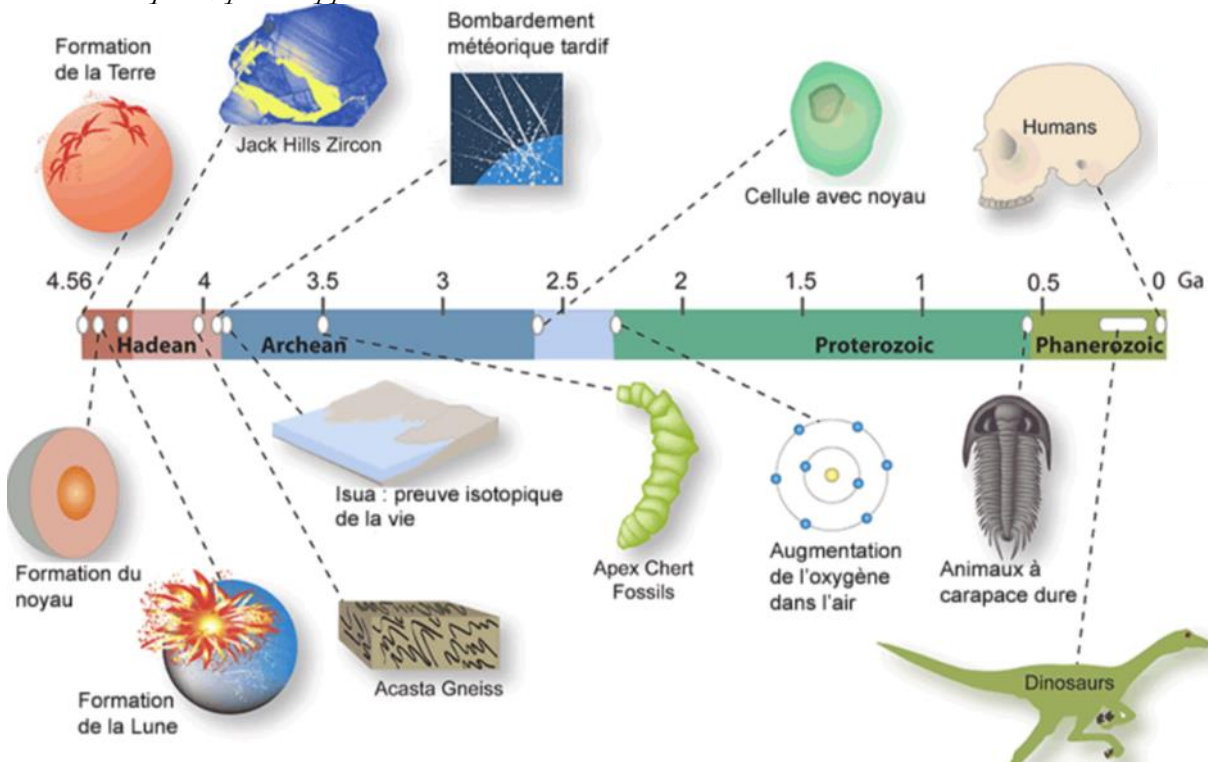 Formation
de la Terre
Jack Hills Zircon
Bombardement
météorique tardif
Cellule avec noyau
Humans
4.56 4 3.5 3 2.5 2 1.5 1 0.5 0 Ga
Hadean Archean Proterozoic Phanerozoic
Formation du
noyau
Formation
de la Lune
Isua : preuve isotopique
de la vie
Acasta Gneiss
Apex Chert
Fossils
Augmentation
de l'oxygène
dans l'air
Animaux à
carapace dure
Dinosaurs